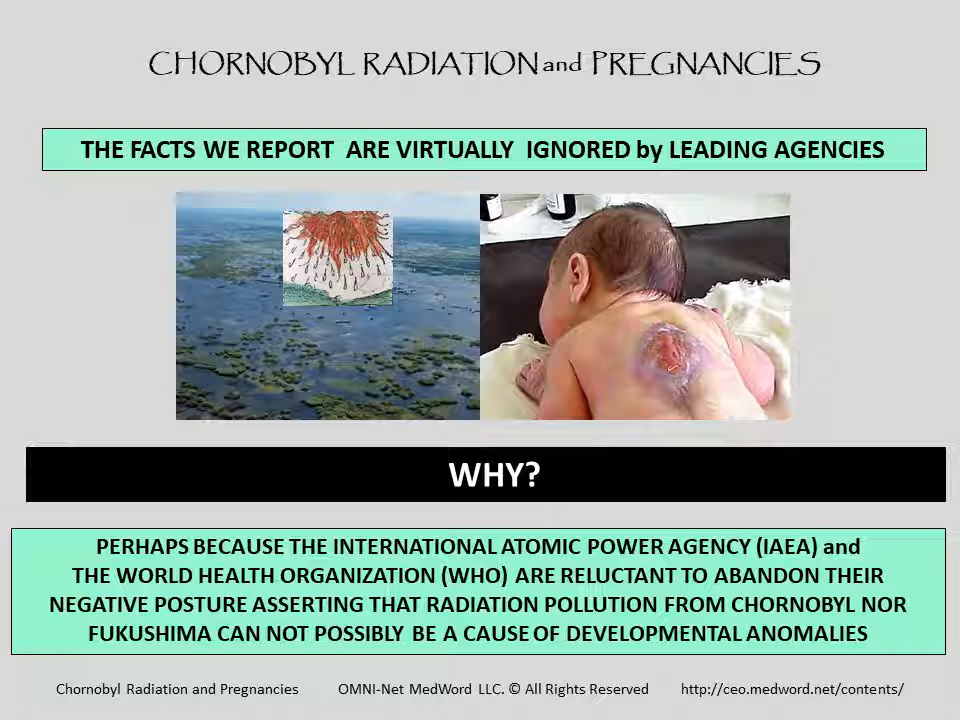 CHORNOBYL RADIATION and PREGNANCIES
THE FACTS WE REPORT ARE VIRTUALLY IGNORED by LEADING AGENCIES
WHY?
PERHAPS BECAUSE THE INTERNATIONAL ATOMIC POWER AGENCY (IAEA) and
THE WORLD HEALTH ORGANIZATION (WHO) ARE RELUCTANT TO ABANDON THEIR
NEGATIVE POSTURE ASSERTING THAT RADIATION POLLUTION FROM CHORNOBYL NOR
FUKUSHIMA CAN NOT POSSIBLY BE A CAUSE OF DEVELOPMENTAL ANOMALIES
Chornobyl Radiation and Pregnancies OMNI-Net MedWord LLC. © All Rights Reserved http://ceo.medword.net/contents/